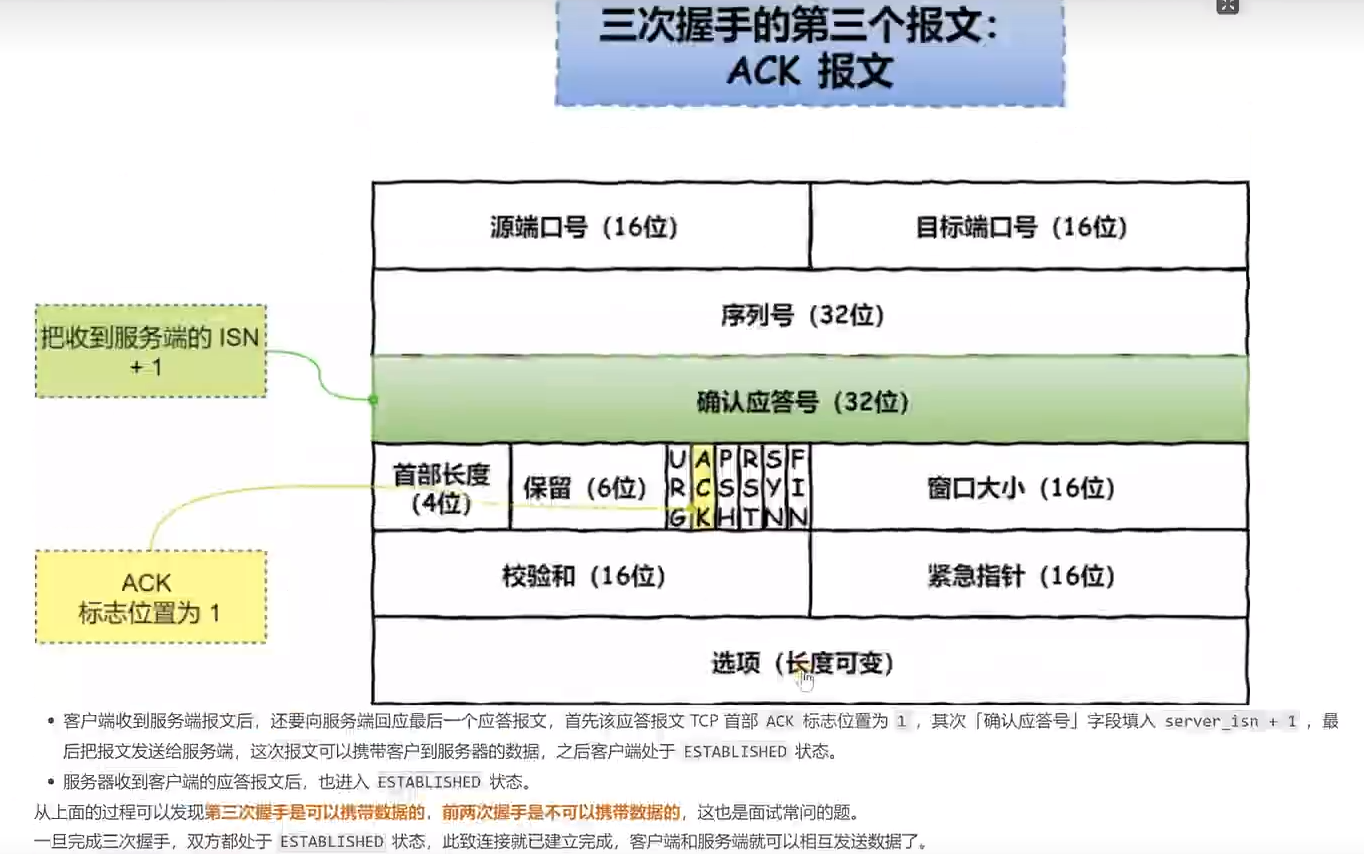 三次握手的第三个报文：
ACK 报文
源端口号（16位）
目标端口号（16位）
序列号（32位）
把收到服务端的 ISN
+ 1
确认应答号（32位）
首部长度
（4位）
保留（6位）
URG
ACK
PSH
RST
SYN
FIN
窗口大小（16位）
ACK
标志位置为 1
校验和（16位）
紧急指针（16位）
选项（长度可变）
• 客户端收到服务端报文后，还要向服务端回应最后一个应答报文，首先该应答报文 TCP 首部 ACK 标志位置为 1 ，其次「确认应答号」字段填入 server_isn + 1 ，最
后把报文发送给服务端，这次报文可以携带客户到服务器的数据，之后客户端处于 ESTABLISHED 状态。
• 服务器收到客户端的应答报文后，也进入 ESTABLISHED 状态。
从上面的过程可以发现第三次握手是可以携带数据的，前两次握手是不可以携带数据的，这也是面试常问的题。
一旦完成三次握手，双方都处于 ESTABLISHED 状态，此致连接就已建立完成，客户端和服务端就可以相互发送数据了。